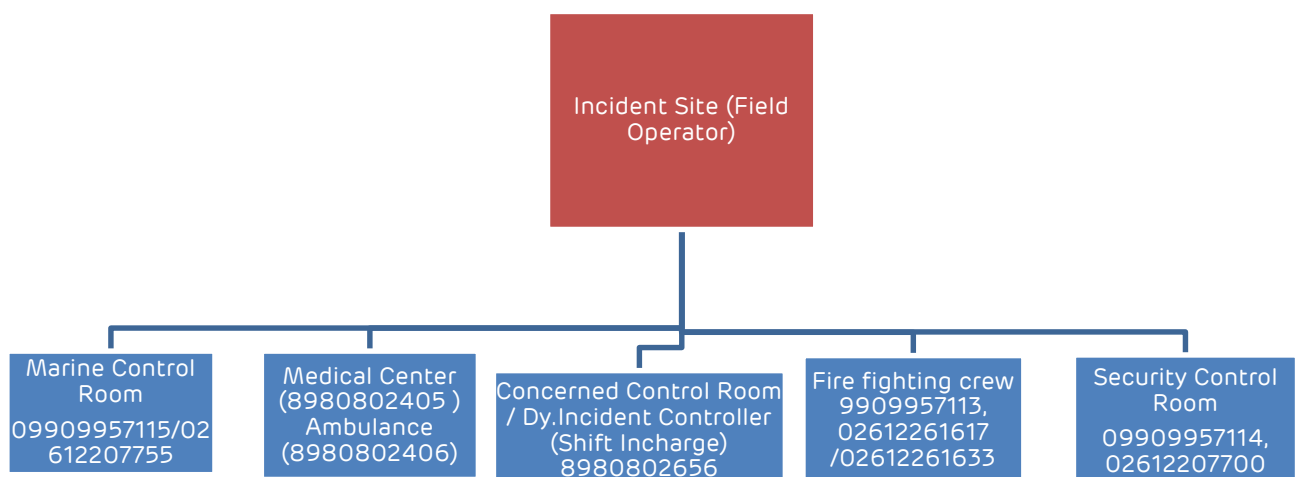 Incident Site (Field
Operator)
Marine Control
Room
09909957115/02
612207755
Medical Center
(8980802405 )
Ambulance
(8980802406)
Concerned Control Room
/ Dy.Incident Controller
(Shift Incharge)
8980802656
Fire fighting crew
9909957113,
02612261617
/02612261633
Security Control
Room
09909957114,
02612207700